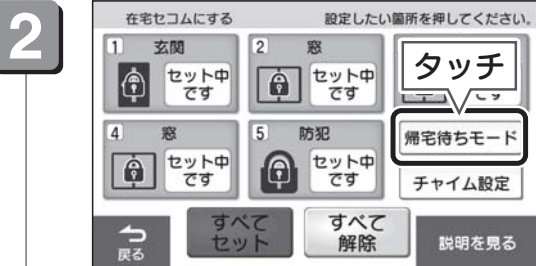 2
在宅セコムにする
設定したい箇所を押してください。
1 玄関
セット中
です
2 窓
セット中
です
タッチ
です
4 窓
セット中
です
5 防犯
セット中
です
帰宅待ちモード
チャイム設定
戻る
すべて
セット
すべて
解除
説明を見る